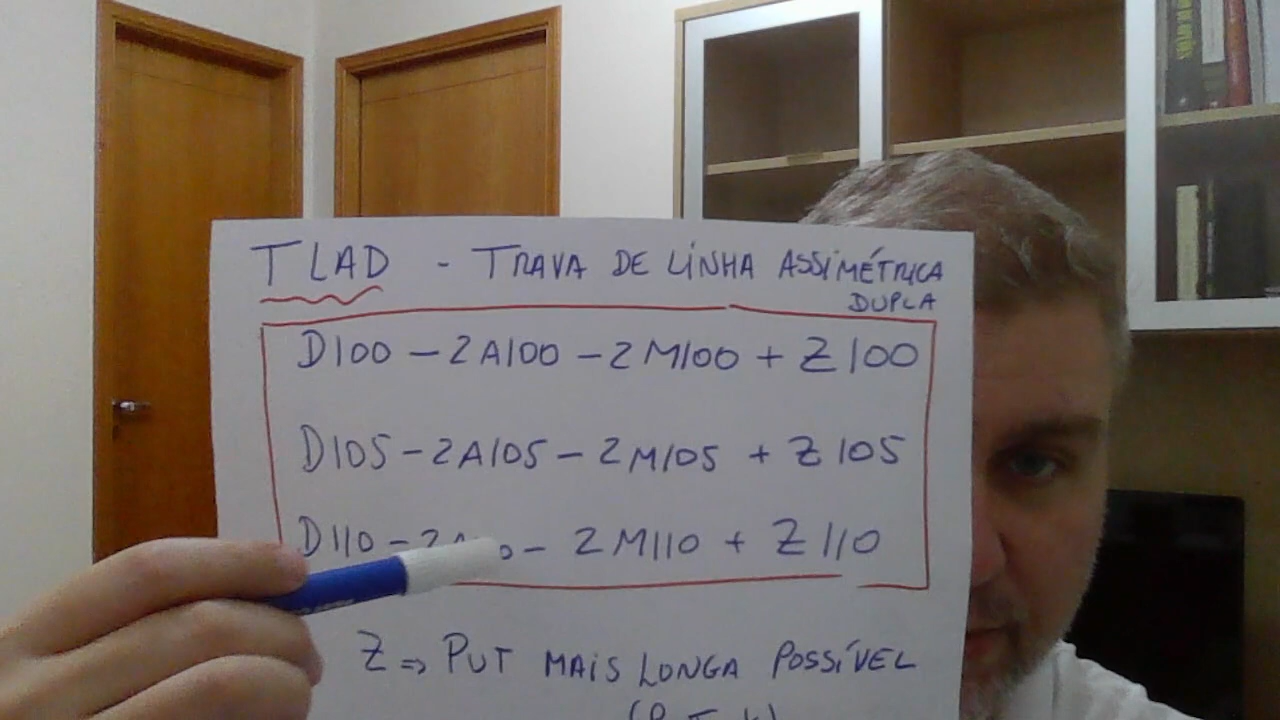 TLAD - TRAVA DE LINHA ASSIMÉTRICA
DUPLA
D100 - 2A100 - 2M100 + Z100
D105 - 2A105 - 2M105 + Z105
D110 - 2 - 2M110 + Z110
Z => PUT MAIS LONGA POSSÍVEL